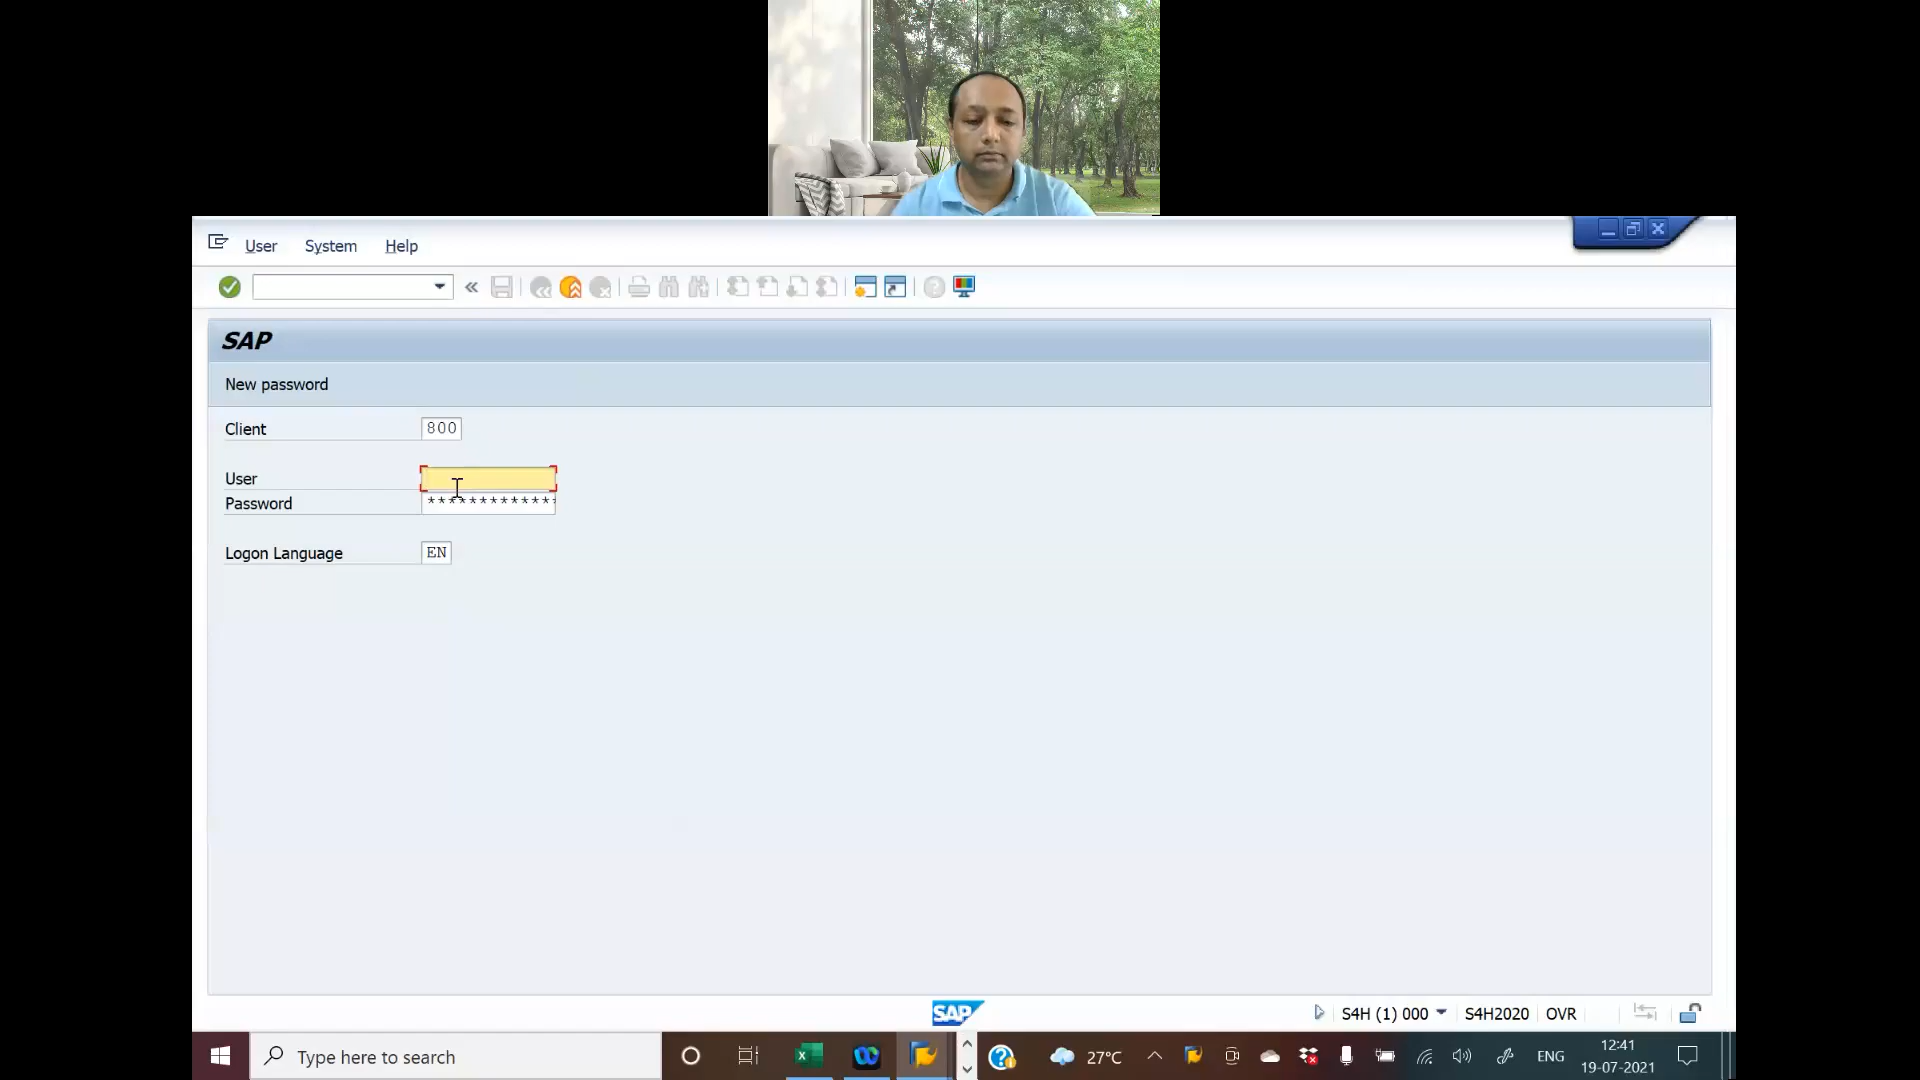 User System Help
SAP
New password
Client 800
User
Password *************
Logon Language EN
SAP
S4H (1) 000 S4H2020 OVR
Type here to search
27°C
ENG
12:41
19-07-2021